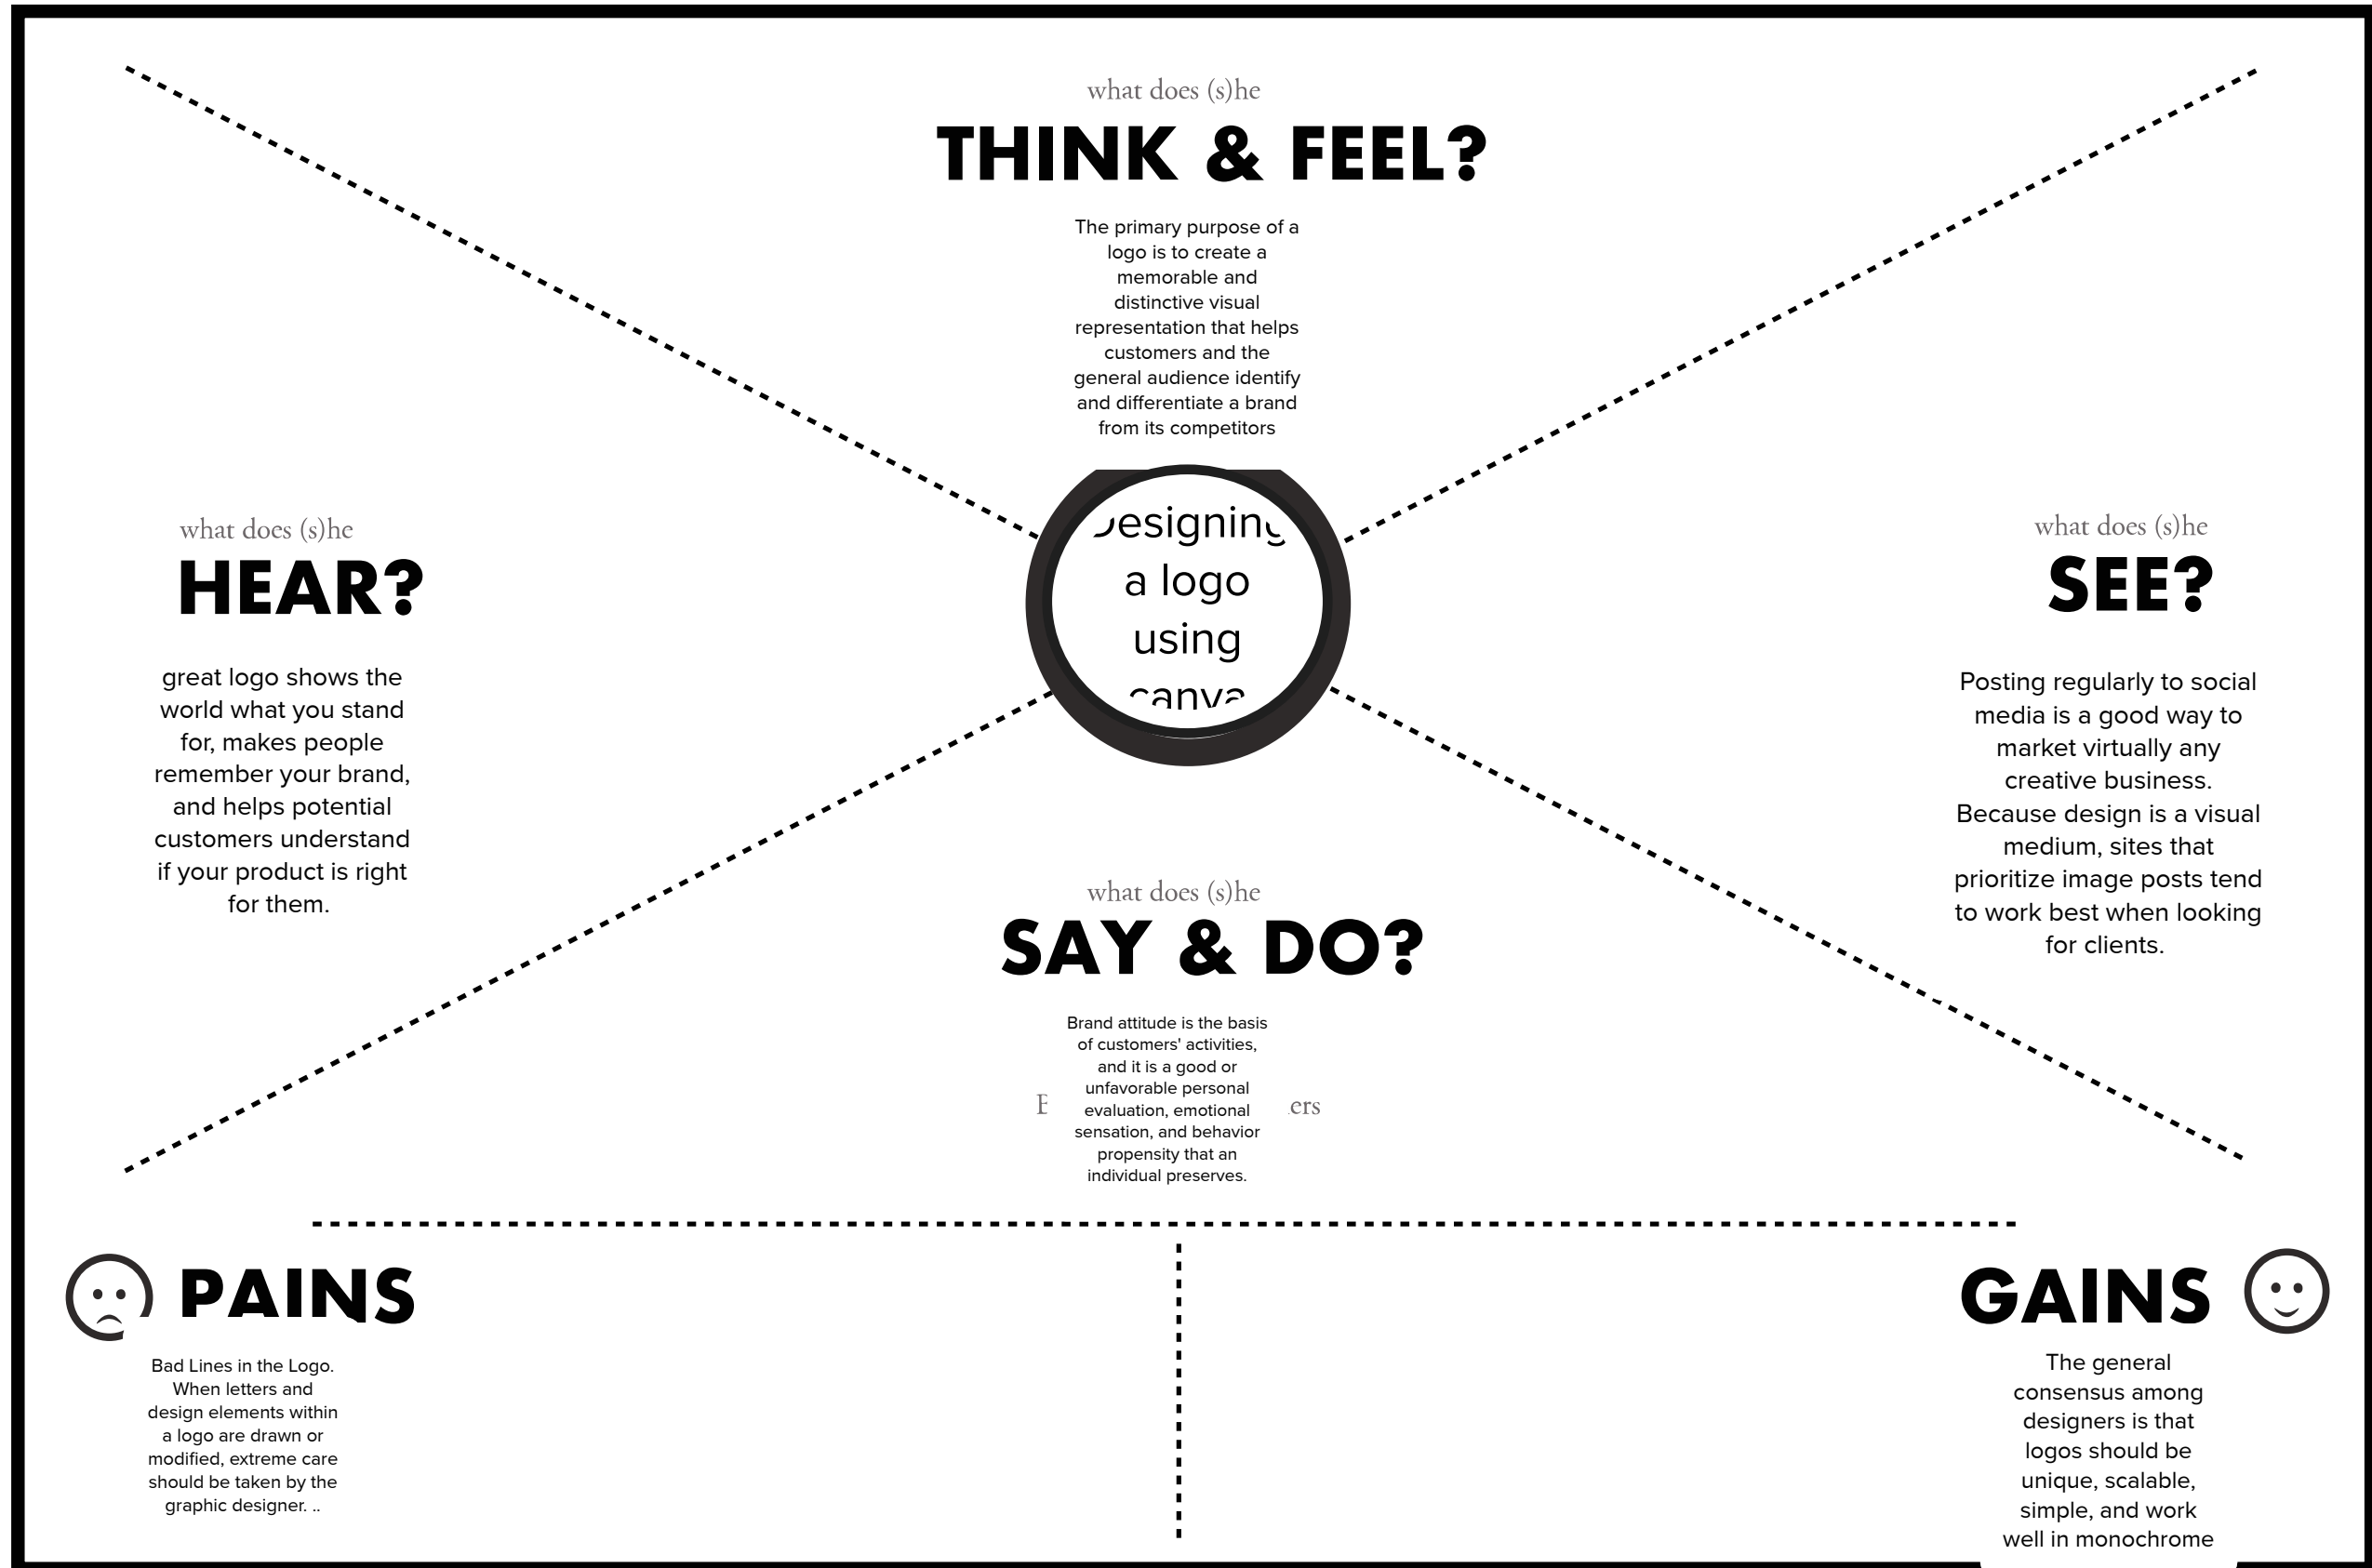 what does (s)he
THINK & FEEL?
The primary purpose of a
logo is to create a
memorable and
distinctive visual
representation that helps
customers and the
general audience identify
and differentiate a brand
from its competitors
Designing
a logo
using
canva
what does (s)he
HEAR?
great logo shows the
world what you stand
for, makes people
remember your brand,
and helps potential
customers understand
if your product is right
for them.
what does (s)he
SEE?
Posting regularly to social
media is a good way to
market virtually any
creative business.
Because design is a visual
medium, sites that
prioritize image posts tend
to work best when looking
for clients.
what does (s)he
SAY & DO?
Brand attitude is the basis
of customers' activities,
and it is a good or
unfavorable personal
evaluation, emotional
sensation, and behavior
propensity that an
individual preserves.
PAINS
Bad Lines in the Logo.
When letters and
design elements within
a logo are drawn or
modified, extreme care
should be taken by the
graphic designer. ..
GAINS
The general
consensus among
designers is that
logos should be
unique, scalable,
simple, and work
well in monochrome